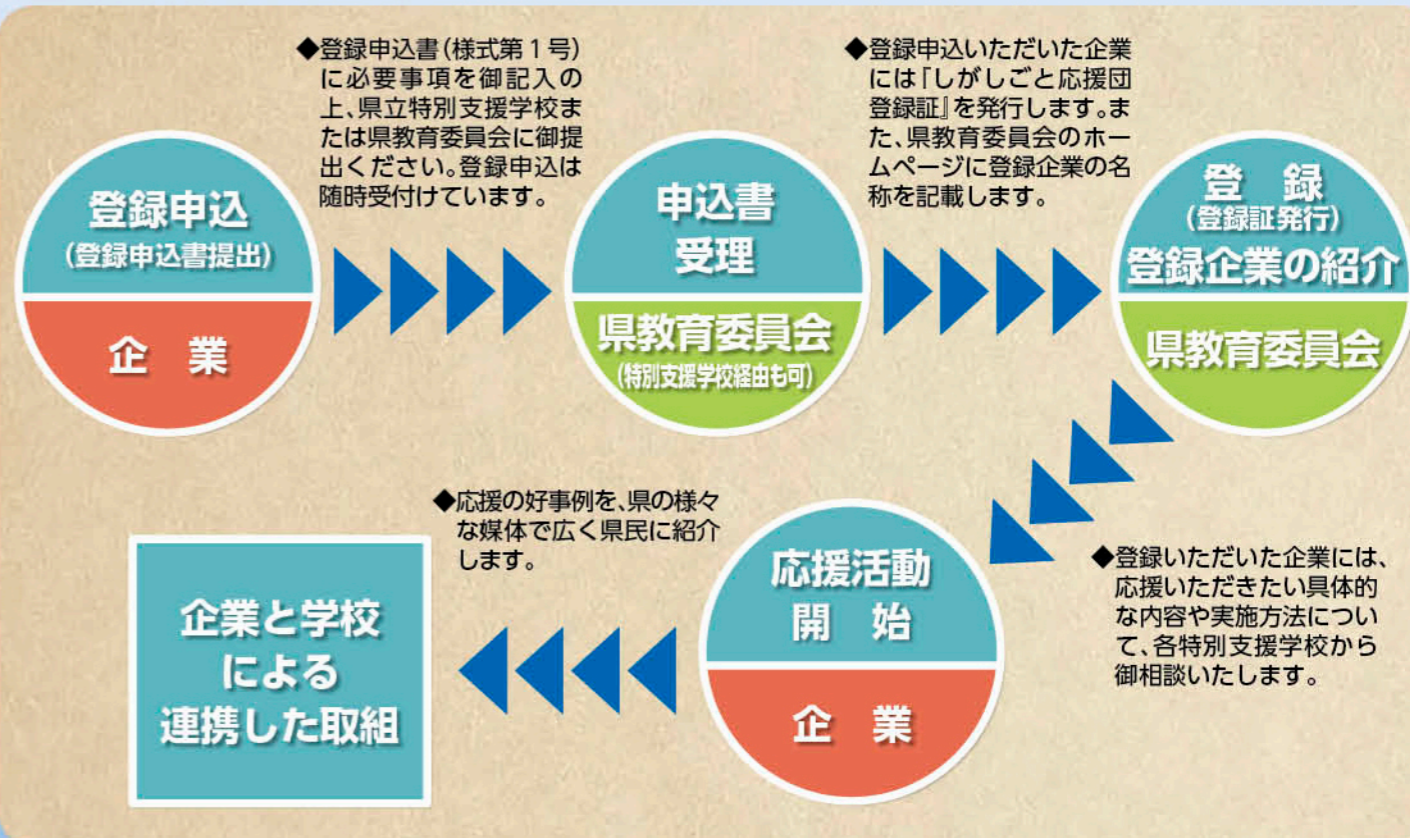 ◆登録申込書(様式第1号)
に必要事項を御記入の
上、県立特別支援学校ま
たは県教育委員会に御提
出ください。登録申込は
随時受付けています。
◆登録申込いただいた企業
には『しがしごと応援団
登録証』を発行します。ま
た、県教育委員会のホー
ムページに登録企業の名
称を記載します。
登録申込
(登録申込書提出)
企 業
申込書
受理
県教育委員会
(特別支援学校経由も可)
登 録
(登録証発行)
登録企業の紹介
県教育委員会
◆登録いただいた企業には、
応援いただきたい具体的
な内容や実施方法につい
て、各特別支援学校から
御相談いたします。
応援活動
開 始
企 業
◆応援の好事例を、県の様々
な媒体で広く県民に紹介
します。
企業と学校
による
連携した取組